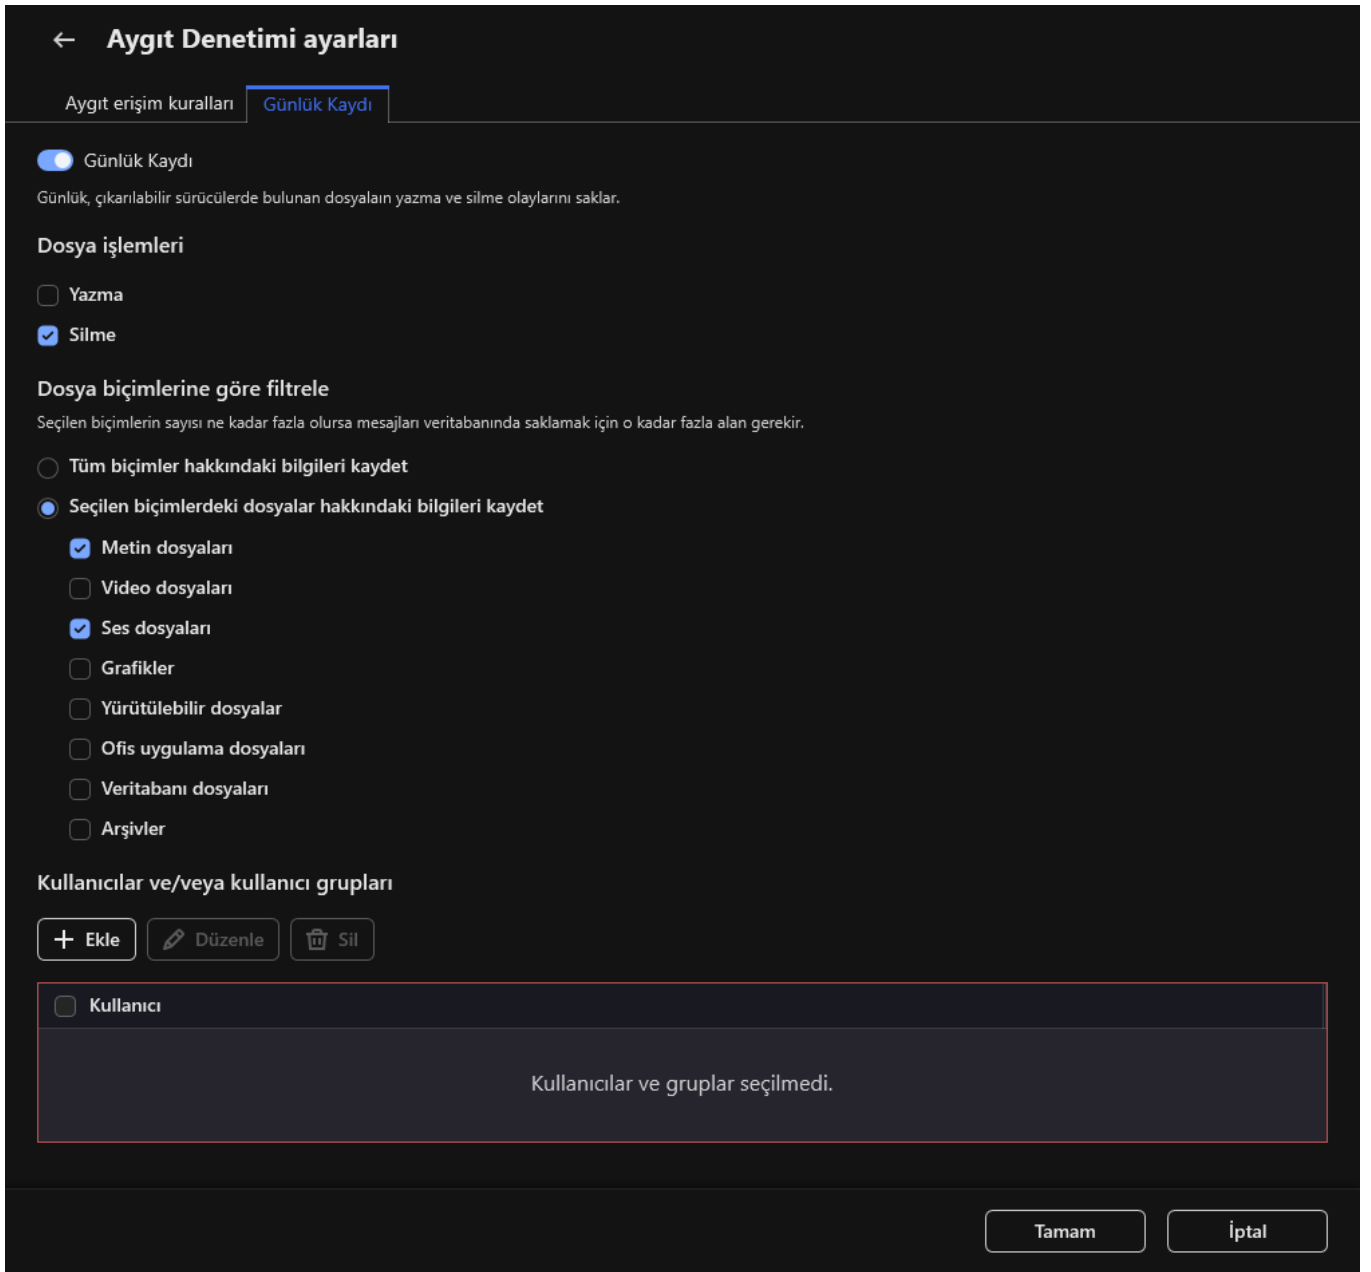 Aygıt Denetimi ayarları
Aygıt erişim kuralları
Günlük Kaydı
Günlük Kaydı
Günlük, çıkarılabilir sürücülerde bulunan dosyalaın yazma ve silme olaylarını saklar.
Dosya işlemleri
Yazma
Silme
Dosya biçimlerine göre filtrele
Seçilen biçimlerin sayısı ne kadar fazla olursa mesajları veritabanında saklamak için o kadar fazla alan gerekir.
Tüm biçimler hakkındaki bilgileri kaydet
Seçilen biçimlerdeki dosyalar hakkındaki bilgileri kaydet
Metin dosyaları
Video dosyaları
Ses dosyaları
Grafikler
Yürütülebilir dosyalar
Ofis uygulama dosyaları
Veritabanı dosyaları
Arşivler
Kullanıcılar ve/veya kullanıcı grupları
Ekle
Düzenle
Sil
Kullanıcı
Kullanıcılar ve gruplar seçilmedi.
Tamam
İptal